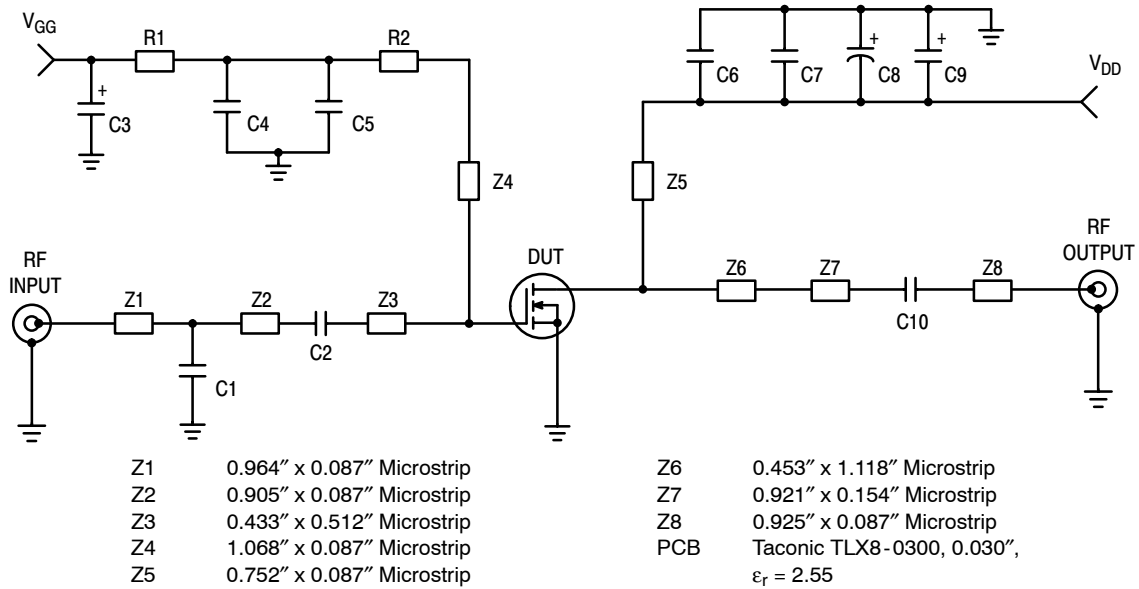 V_GG
R1
R2
+
C3
C4
C5
Z4
C6
C7
+
C8
+
C9
V_DD
Z5
RF
INPUT
Z1
Z2
C2
Z3
C1
DUT
Z6
Z7
C10
Z8
RF
OUTPUT
Z1 0.964″ x 0.087″ Microstrip
Z2 0.905″ x 0.087″ Microstrip
Z3 0.433″ x 0.512″ Microstrip
Z4 1.068″ x 0.087″ Microstrip
Z5 0.752″ x 0.087″ Microstrip
Z6 0.453″ x 1.118″ Microstrip
Z7 0.921″ x 0.154″ Microstrip
Z8 0.925″ x 0.087″ Microstrip
PCB Taconic TLX8-0300, 0.030″,
ε_r = 2.55